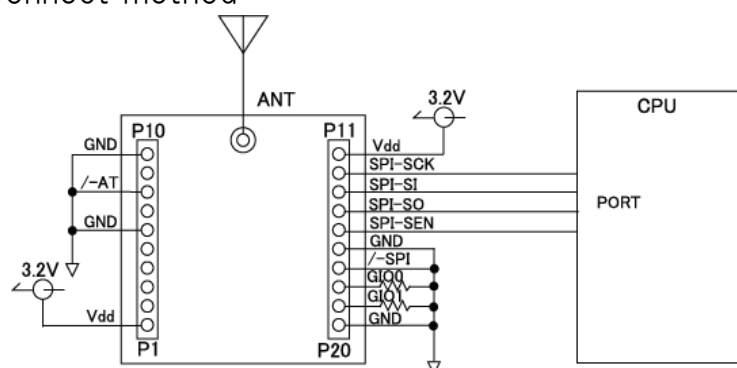 onnect method
ANT
3.2V
CPU
P10
P11
GND
Vdd
SPI-SCK
/-AT
SPI-SI
SPI-SO
PORT
GND
SPI-SEN
GND
3.2V
/-SPI
GIO0
GIO1
Vdd
GND
P1
P20